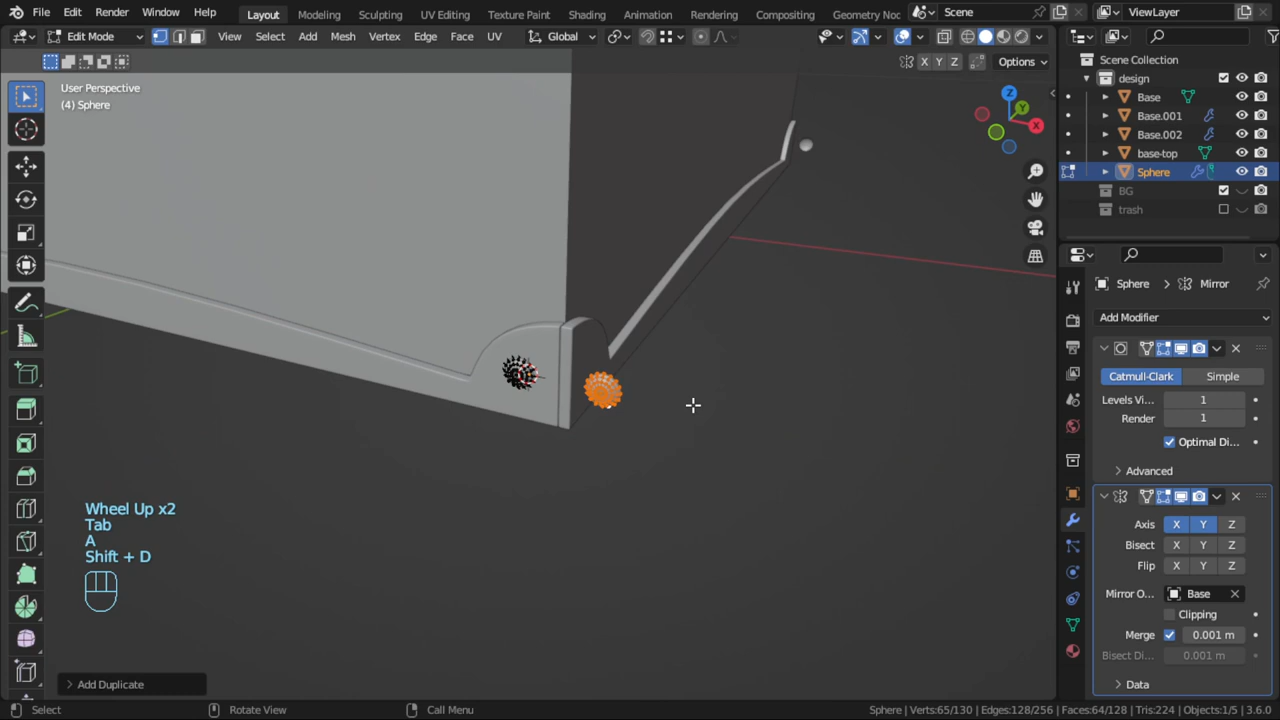 File Edit Render Window Help Layout Modeling Sculpting UV Editing Texture Paint Shading Animation Rendering Compositing Geometry Noc Scene ViewLayer
Edit Mode View Select Add Mesh Vertex Edge Face UV Global
X Y Z Options
User Perspective
(4) Sphere
Z
Y
X
Wheel Up x2
Tab
A
Shift + D
Add Duplicate
Scene Collection
design
Base
Base.001
Base.002
base-top
Sphere
BG
trash
Sphere > Mirror
Add Modifier
Catmull-Clark Simple
Levels Vi... 1
Render 1
Optimal Di...
Advanced
Axis X Y Z
Bisect X Y Z
Flip X Y Z
Mirror O... Base
Clipping
Merge 0.001 m
Bisect Di... 0.001 m
Data
Select Rotate View Call Menu Sphere | Verts:65/130 | Edges:128/256 | Faces:64/128 | Tris:224 | Objects:1/5 | 3.6.0